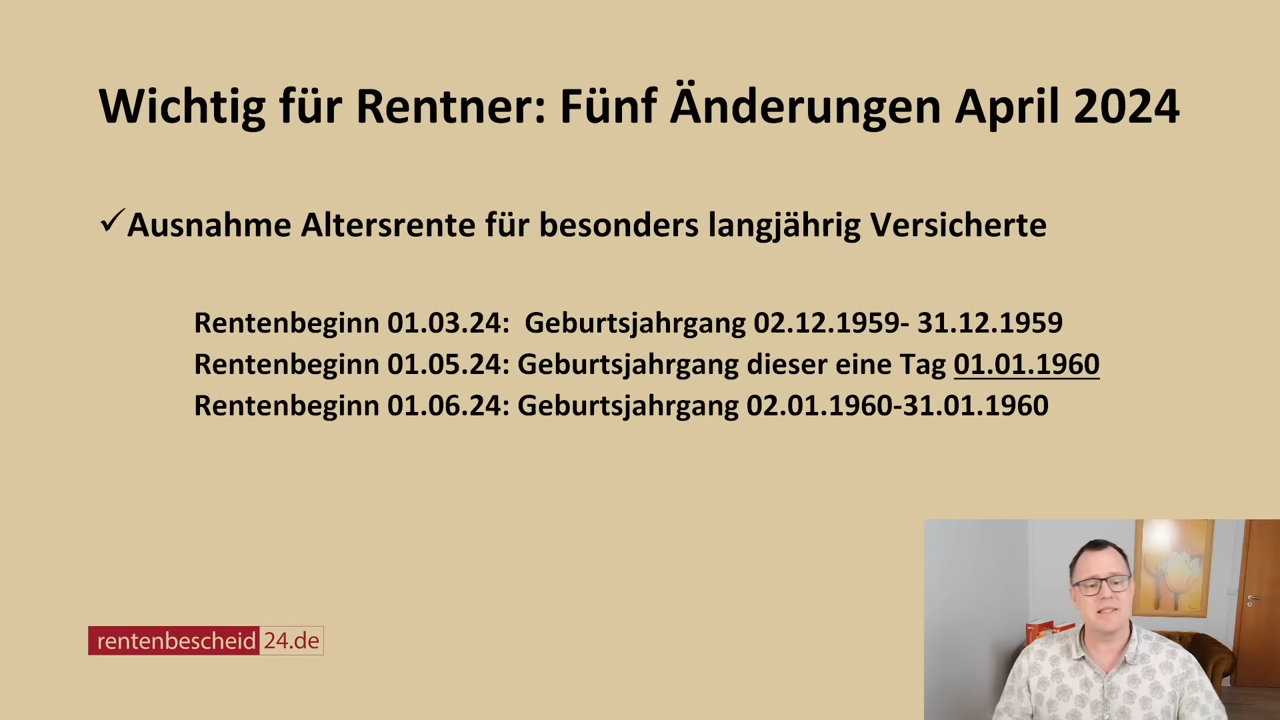 Wichtig für Rentner: Fünf Änderungen April 2024
✓Ausnahme Altersrente für besonders langjährig Versicherte
Rentenbeginn 01.03.24:  Geburtsjahrgang 02.12.1959- 31.12.1959
Rentenbeginn 01.05.24: Geburtsjahrgang dieser eine Tag 01.01.1960
Rentenbeginn 01.06.24: Geburtsjahrgang 02.01.1960-31.01.1960
rentenbescheid 24.de